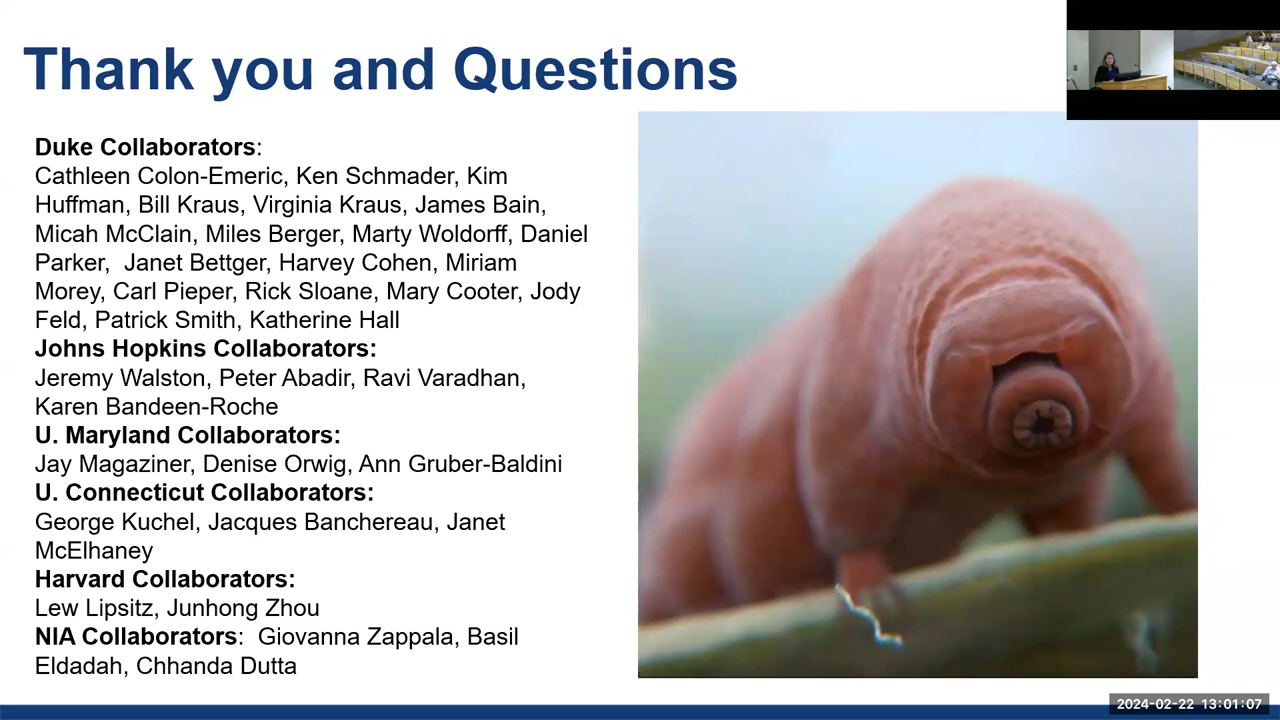 Thank you and Questions
Duke Collaborators:
Cathleen Colon-Emeric, Ken Schmader, Kim
Huffman, Bill Kraus, Virginia Kraus, James Bain,
Micah McClain, Miles Berger, Marty Woldorff, Daniel
Parker,  Janet Bettger, Harvey Cohen, Miriam
Morey, Carl Pieper, Rick Sloane, Mary Cooter, Jody
Feld, Patrick Smith, Katherine Hall
Johns Hopkins Collaborators:
Jeremy Walston, Peter Abadir, Ravi Varadhan,
Karen Bandeen-Roche
U. Maryland Collaborators:
Jay Magaziner, Denise Orwig, Ann Gruber-Baldini
U. Connecticut Collaborators:
George Kuchel, Jacques Banchereau, Janet
McElhaney
Harvard Collaborators:
Lew Lipsitz, Junhong Zhou
NIA Collaborators:  Giovanna Zappala, Basil
Eldadah, Chhanda Dutta
2024-02-22 13:01:07